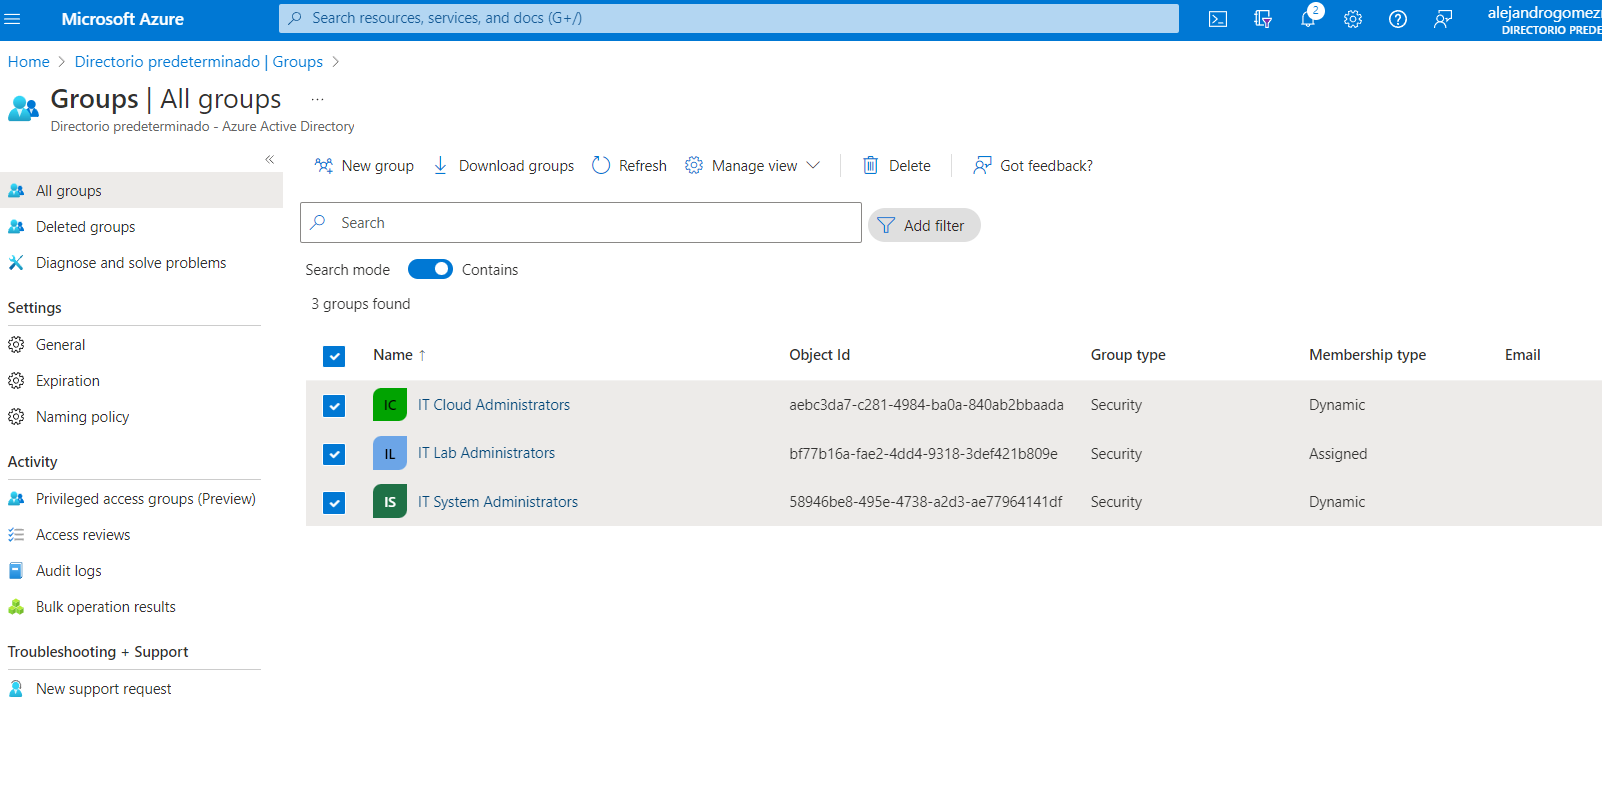 Microsoft Azure
Search resources, services, and docs (G+/)
2
alejandrogomez
DIRECTORIO PREDE
Home > Directorio predeterminado | Groups >
Groups | All groups ...
Directorio predeterminado - Azure Active Directory
«
All groups
Deleted groups
Diagnose and solve problems
Settings
General
Expiration
Naming policy
Activity
Privileged access groups (Preview)
Access reviews
Audit logs
Bulk operation results
Troubleshooting + Support
New support request
New group Download groups Refresh Manage view Delete Got feedback?
Search Add filter
Search mode Contains
3 groups found
Name ↑ Object Id Group type Membership type Email
IC IT Cloud Administrators aebc3da7-c281-4984-ba0a-840ab2bbaada Security Dynamic
IL IT Lab Administrators bf77b16a-fae2-4dd4-9318-3def421b809e Security Assigned
IS IT System Administrators 58946be8-495e-4738-a2d3-ae77964141df Security Dynamic